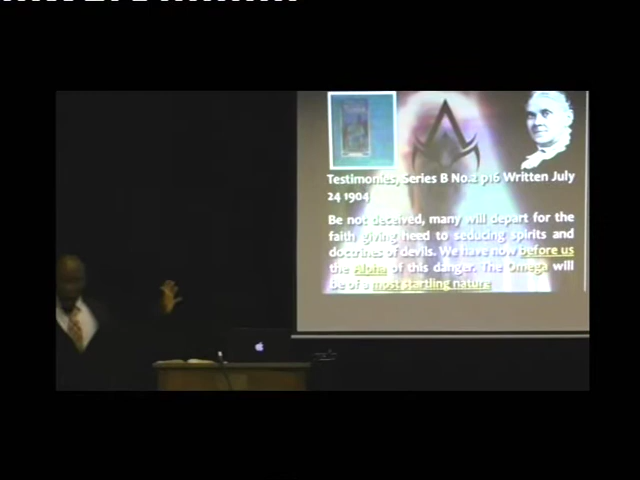 Testimonies, Series B No.2 p16 Written July
24 1904
Be not deceived, many will depart for the
faith giving heed to seducing spirits and
doctrines of devils. We have now before us
the Alpha of this danger. The Omega will
be of a most startling nature